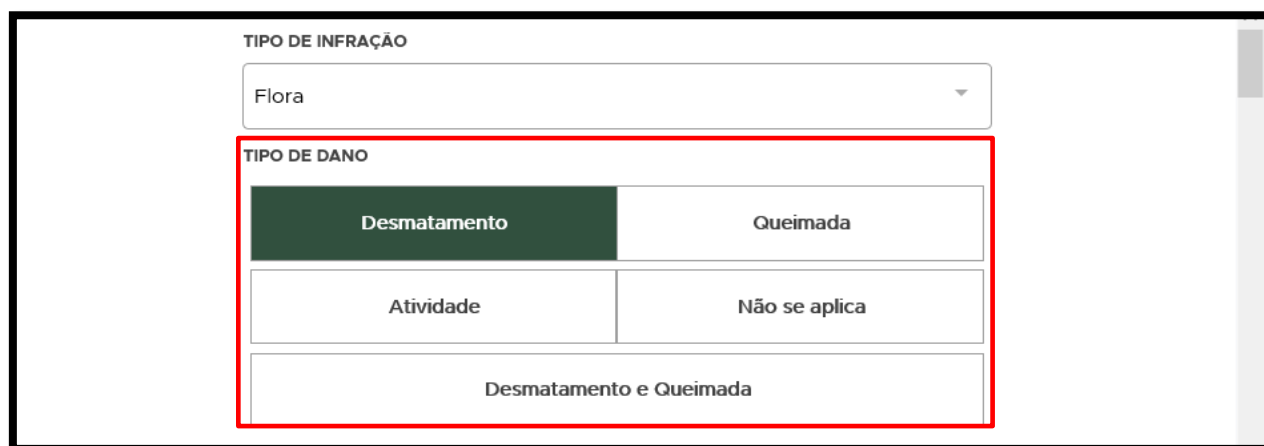 TIPO DE INFRAÇÃO
Flora
TIPO DE DANO
Desmatamento Queimada
Atividade Não se aplica
Desmatamento e Queimada